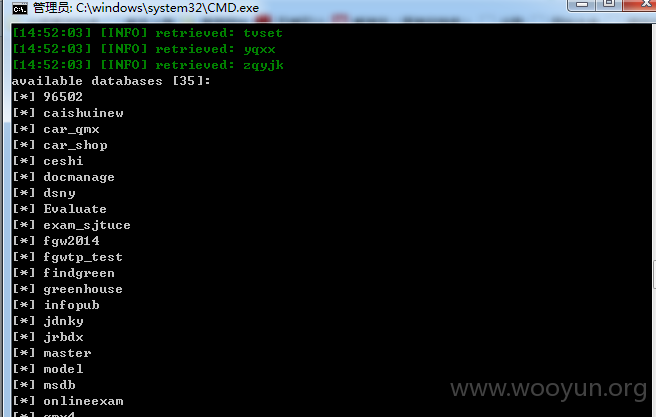 管理员: C:\windows\system32\CMD.exe
[14:52:03] [INFO] retrieved: tvset
[14:52:03] [INFO] retrieved: yqxx
[14:52:03] [INFO] retrieved: zqyjk
available databases [35]:
[*] 96502
[*] caishuinew
[*] car_qmx
[*] car_shop
[*] ceshi
[*] docmanage
[*] dsny
[*] Evaluate
[*] exam_sjtuce
[*] fgw2014
[*] fgwtp_test
[*] findgreen
[*] greenhouse
[*] infopub
[*] jdnky
[*] jrbdx
[*] master
[*] model
[*] msdb
[*] onlineexam
www.wooyun.org